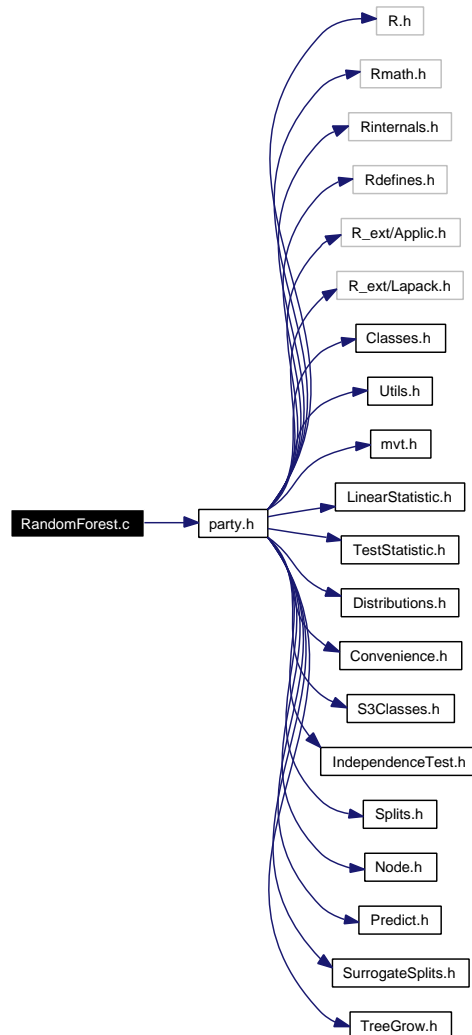 R.h
Rmath.h
Rinternals.h
Rdefines.h
R_ext/Applic.h
R_ext/Lapack.h
Classes.h
Utils.h
mvt.h
LinearStatistic.h
RandomForest.c
party.h
TestStatistic.h
Distributions.h
Convenience.h
S3Classes.h
IndependenceTest.h
Splits.h
Node.h
Predict.h
SurrogateSplits.h
TreeGrow.h